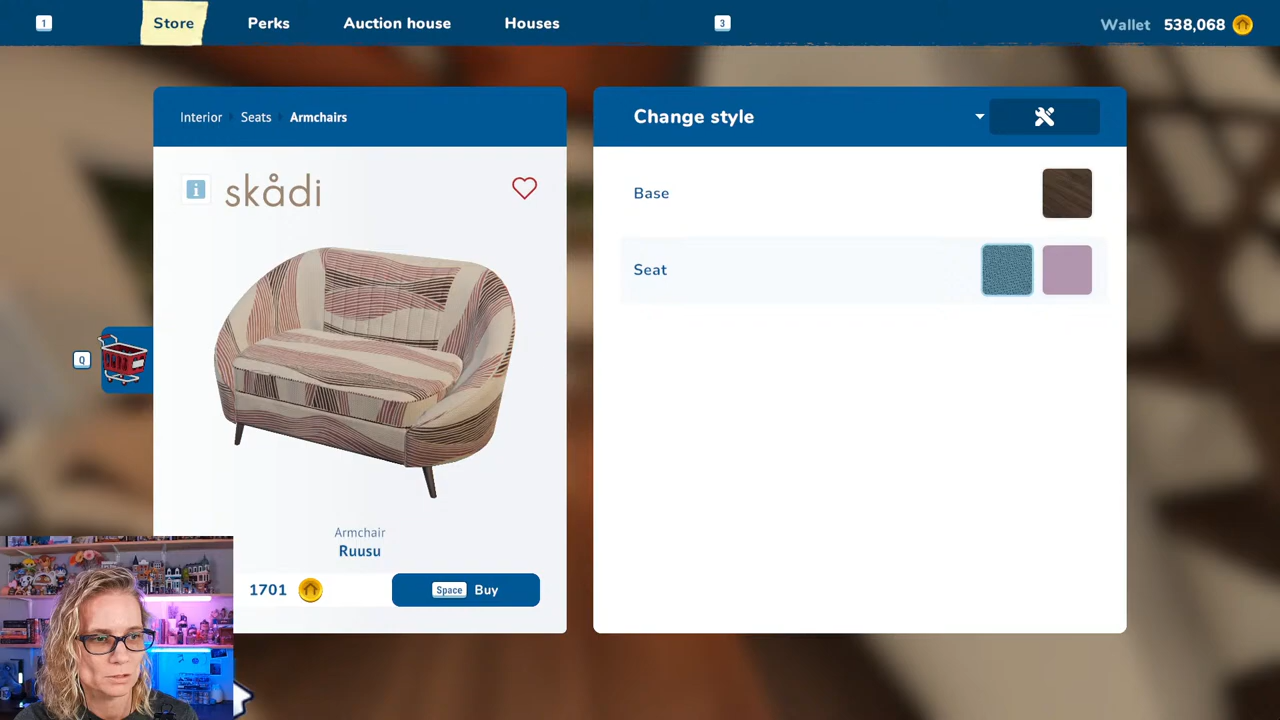 1 Store Perks Auction house Houses 3 Wallet 538,068
Interior Seats Armchairs
i skådi
Armchair
Ruusu
1701 Space Buy
Q
Change style
Base
Seat